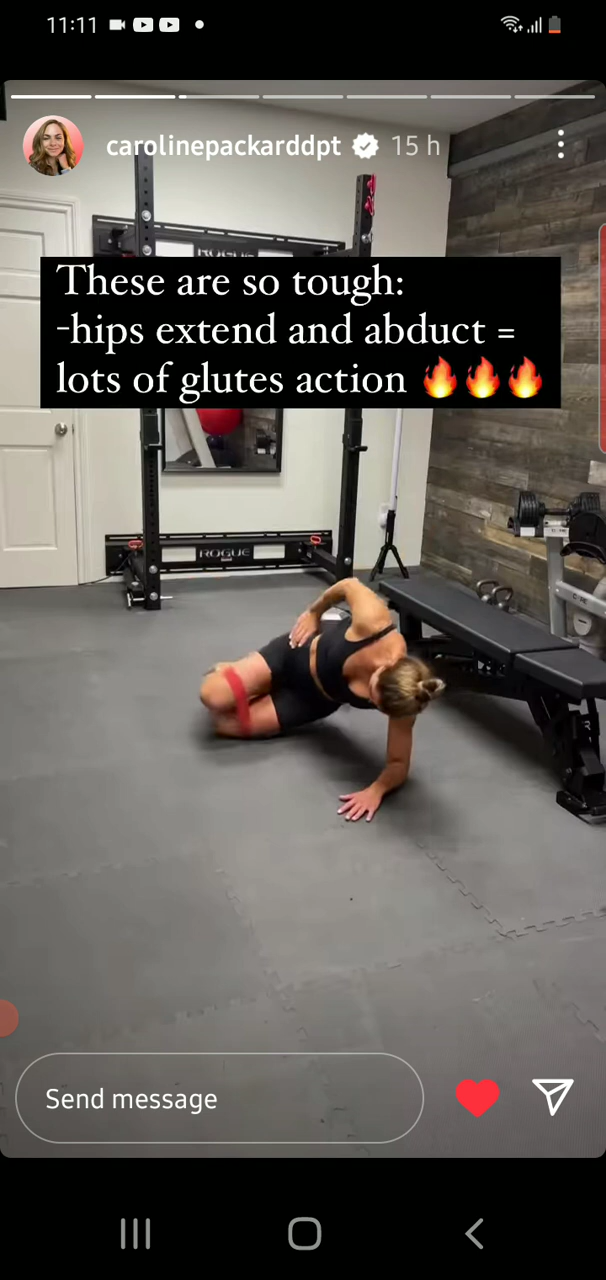 11:11
carolinepackarddpt 15 h
ROGUE
These are so tough:
-hips extend and abduct =
lots of glutes action 🔥🔥🔥
ROGUE
Send message